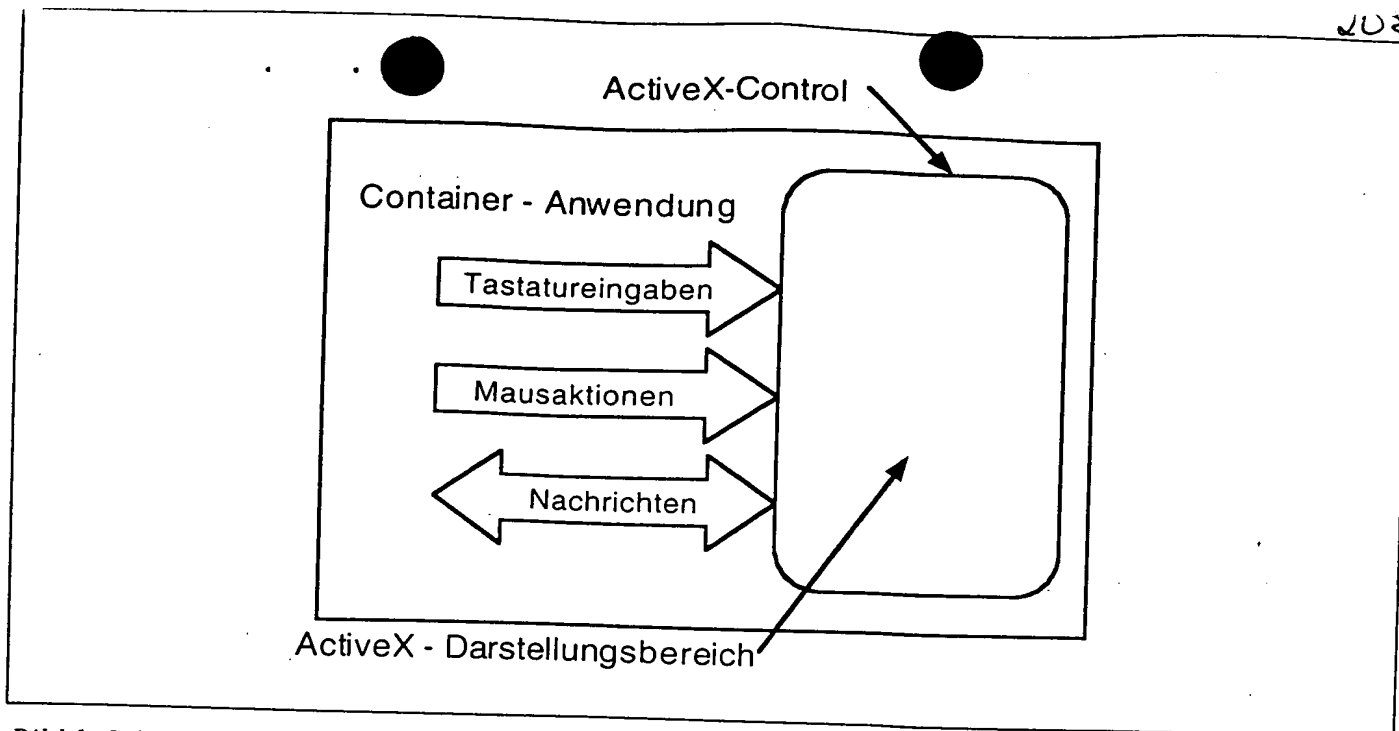 ActiveX-Control
Container - Anwendung
Tastatureingaben
Mausaktionen
Nachrichten
ActiveX - Darstellungsbereich